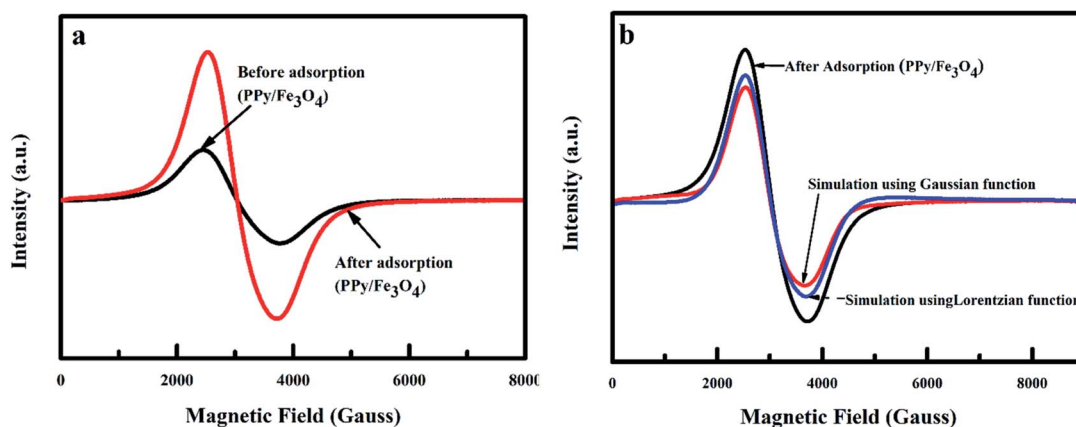 a
Before adsorption
(PPy/Fe3O4)
After adsorption
(PPy/Fe3O4)
Intensity (a.u.)
0 2000 4000 6000 8000
Magnetic Field (Gauss)
b
After Adsorption (PPy/Fe3O4)
Simulation using Gaussian function
Simulation usingLorentzian function
Intensity (a.u.)
0 2000 4000 6000 8000
Magnetic Field (Gauss)